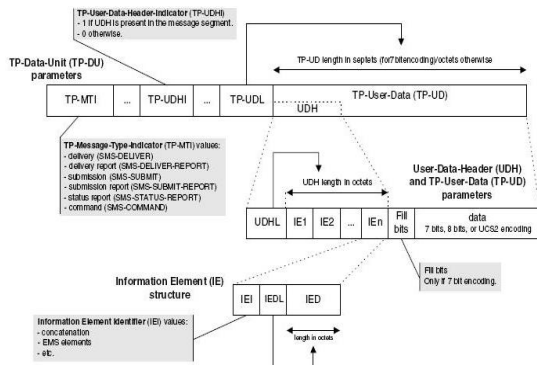 TP-User-Data-Header-Indicator (TP-UDHI)
- 1 if UDH is present in the message segment.
- 0 otherwise.
TP-Data-Unit (TP-DU)
parameters
TP-UD length in septets (for7bitencoding)/octets otherwise
TP-MTI ... TP-UDHI ... TP-UDL TP-User-Data (TP-UD)
UDH
TP-Message-Type-Indicator (TP-MTI) values:
- delivery (SMS-DELIVER)
- delivery report (SMS-DELIVER-REPORT)
- submission (SMS-SUBMIT)
- submission report (SMS-SUBMIT-REPORT)
- status report (SMS-STATUS-REPORT)
- command (SMS-COMMAND)
User-Data-Header (UDH)
and TP-User-Data (TP-UD)
parameters
UDH length in octets
UDHL IE1 IE2 ... IEn Fill bits data
7 bits, 8 bits, or UCS2 encoding
Fill bits
Only if 7 bit encoding.
Information Element (IE)
structure
IEI IEDL IED
Information Element Identifier (IEI) values:
- concatenation
- EMS elements
- etc.
length in octets